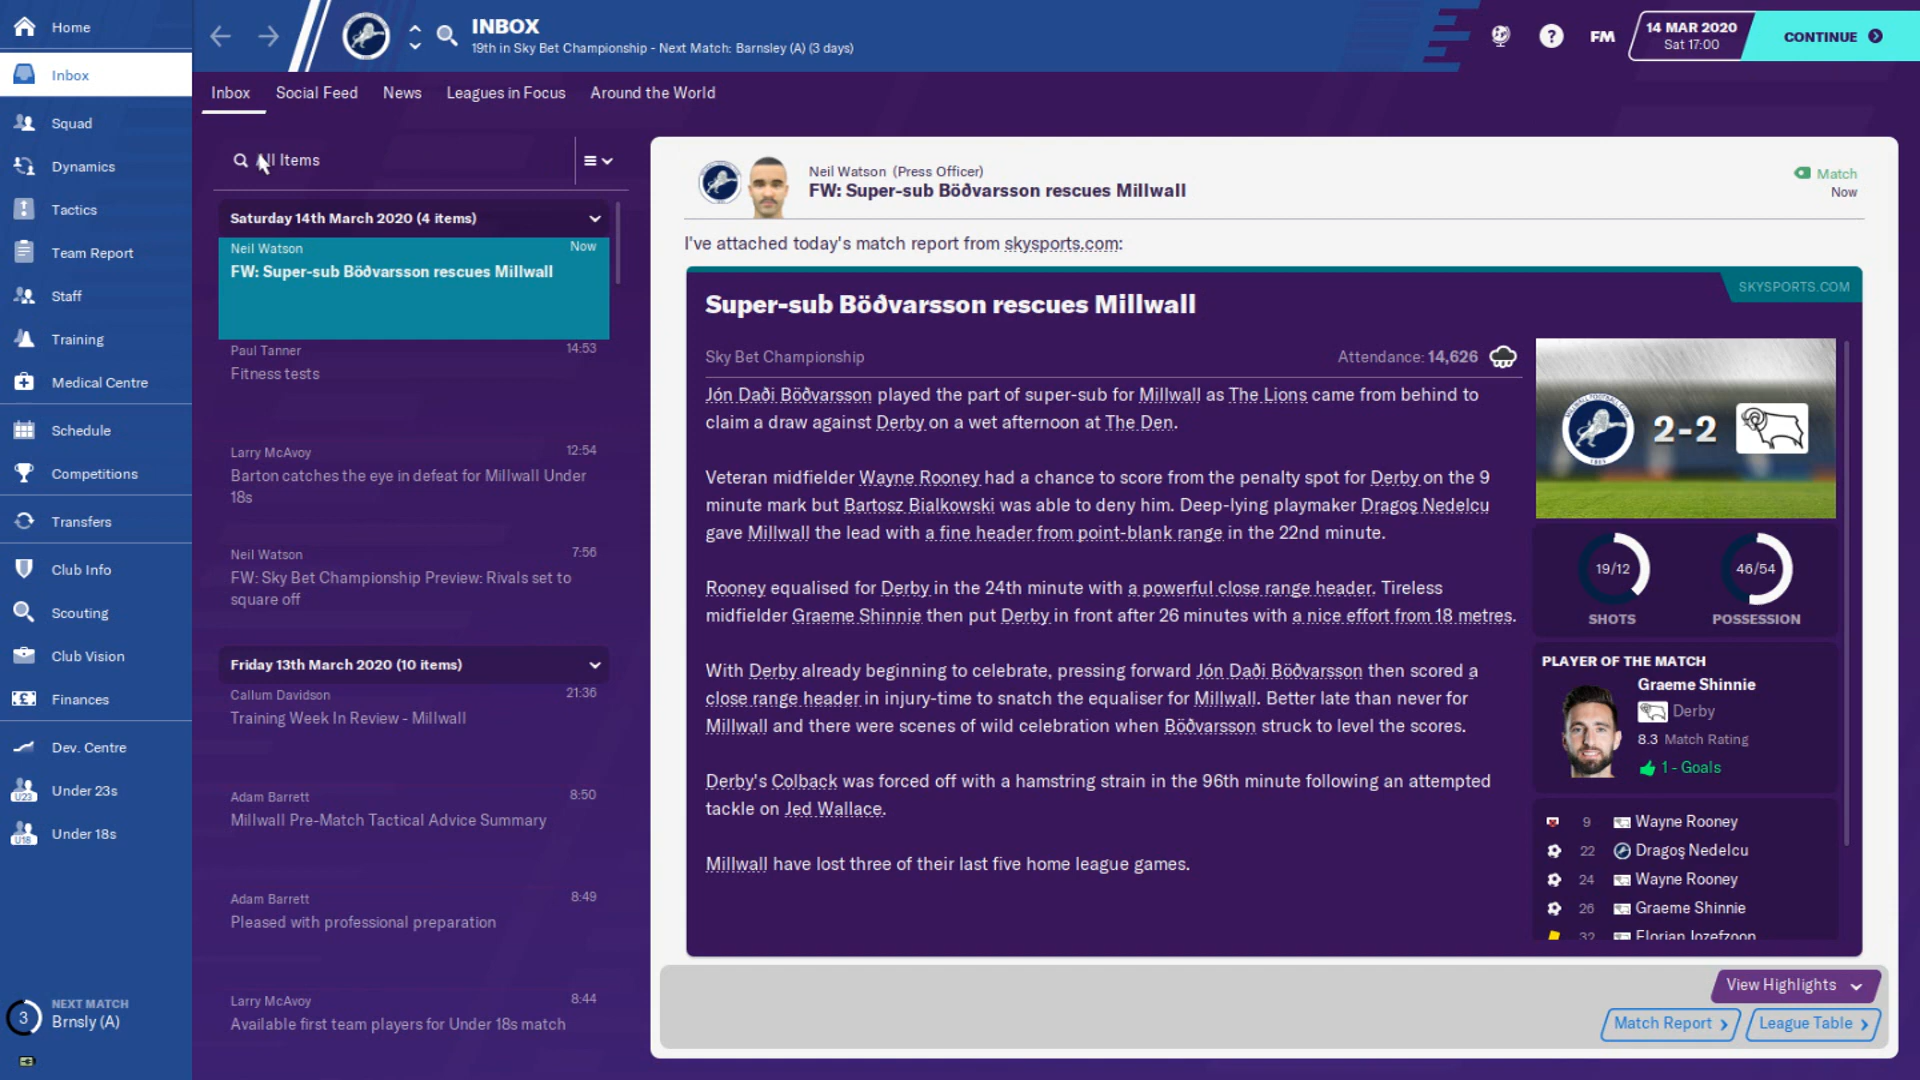 Home
Inbox
Squad
Dynamics
Tactics
Team Report
Staff
Training
Medical Centre
Schedule
Competitions
Transfers
Club Info
Scouting
Club Vision
Finances
Dev. Centre
U23
Under 23s
U18
Under 18s
3
NEXT MATCH
Brnsly (A)
INBOX
19th in Sky Bet Championship - Next Match: Barnsley (A) (3 days)
FM
14 MAR 2020
Sat 17:00
CONTINUE
Inbox
Social Feed
News
Leagues in Focus
Around the World
All Items
Saturday 14th March 2020 (4 items)
Neil Watson
Now
FW: Super-sub Böðvarsson rescues Millwall
Paul Tanner
14:53
Fitness tests
Larry McAvoy
12:54
Barton catches the eye in defeat for Millwall Under
18s
Neil Watson
7:56
FW: Sky Bet Championship Preview: Rivals set to
square off
Friday 13th March 2020 (10 items)
Callum Davidson
21:36
Training Week In Review - Millwall
Adam Barrett
8:50
Millwall Pre-Match Tactical Advice Summary
Adam Barrett
8:49
Pleased with professional preparation
Larry McAvoy
8:44
Available first team players for Under 18s match
Neil Watson (Press Officer)
FW: Super-sub Böðvarsson rescues Millwall
Match
Now
I've attached today's match report from skysports.com:
SKYSPORTS.COM
Super-sub Böðvarsson rescues Millwall
Sky Bet Championship
Attendance: 14,626
Jón Daði Böðvarsson played the part of super-sub for Millwall as The Lions came from behind to
claim a draw against Derby on a wet afternoon at The Den.
Veteran midfielder Wayne Rooney had a chance to score from the penalty spot for Derby on the 9
minute mark but Bartosz Bialkowski was able to deny him. Deep-lying playmaker Dragoş Nedelcu
gave Millwall the lead with a fine header from point-blank range in the 22nd minute.
Rooney equalised for Derby in the 24th minute with a powerful close range header. Tireless
midfielder Graeme Shinnie then put Derby in front after 26 minutes with a nice effort from 18 metres.
With Derby already beginning to celebrate, pressing forward Jón Daði Böðvarsson then scored a
close range header in injury-time to snatch the equaliser for Millwall. Better late than never for
Millwall and there were scenes of wild celebration when Böðvarsson struck to level the scores.
Derby's Colback was forced off with a hamstring strain in the 96th minute following an attempted
tackle on Jed Wallace.
Millwall have lost three of their last five home league games.
2-2
19/12
SHOTS
46/54
POSSESSION
PLAYER OF THE MATCH
Graeme Shinnie
Derby
8.3 Match Rating
1 - Goals
9 Wayne Rooney
22 Dragoş Nedelcu
24 Wayne Rooney
26 Graeme Shinnie
32 Florian Jozefzoon
View Highlights
Match Report
League Table